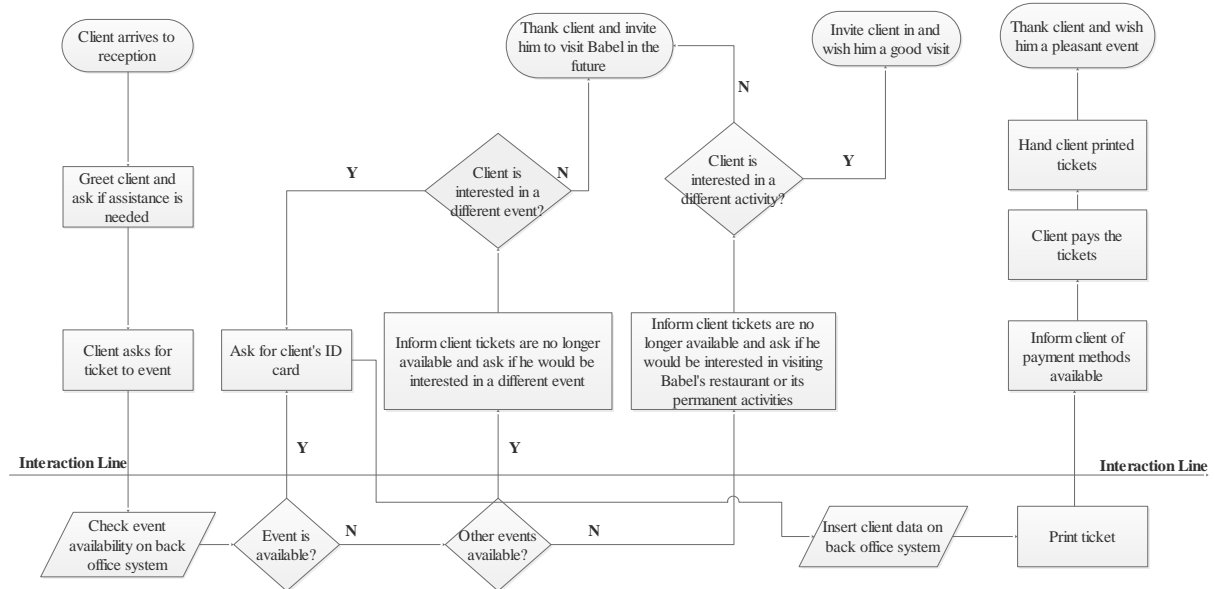 Client arrives to
reception
Thank client and invite
him to visit Babel in the
future
Invite client in and
wish him a good visit
Thank client and wish
him a pleasant event
N
Y
N
Y
Greet client and
ask if assistance is
needed
Client is
interested in a
different event?
Client is
interested in a
different activity?
Hand client printed
tickets
Client pays the
tickets
Client asks for
ticket to event
Ask for client's ID
card
Inform client tickets are no longer
available and ask if he would be
interested in a different event
Inform client tickets are no
longer available and ask if he
would be interested in visiting
Babel's restaurant or its
permanent activities
Inform client of
payment methods
available
Y
Y
Interaction Line
Interaction Line
Check event
availability on back
office system
Event is
available?
N
Other events
available?
N
Insert client data on
back office system
Print ticket